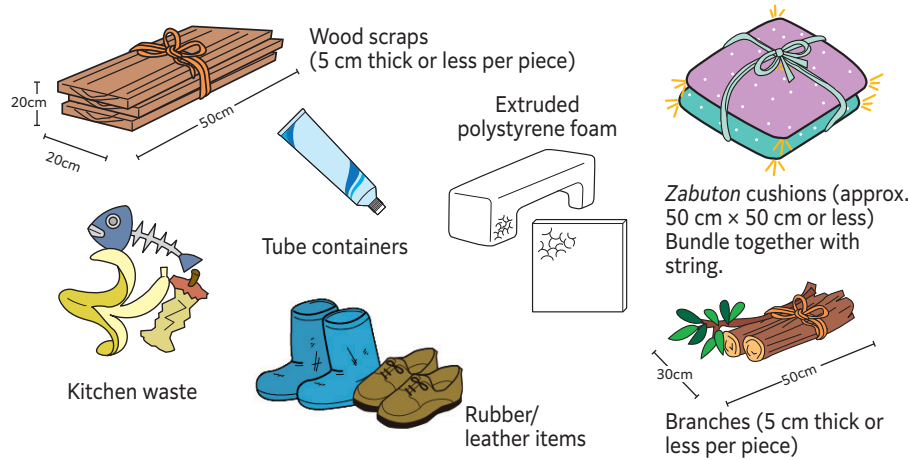 Wood scraps
(5 cm thick or less per piece)
20cm
20cm
50cm
Tube containers
Extruded
polystyrene foam
Zabuton cushions (approx.
50 cm × 50 cm or less)
Bundle together with
string.
Kitchen waste
Rubber/
leather items
30cm
50cm
Branches (5 cm thick or
less per piece)